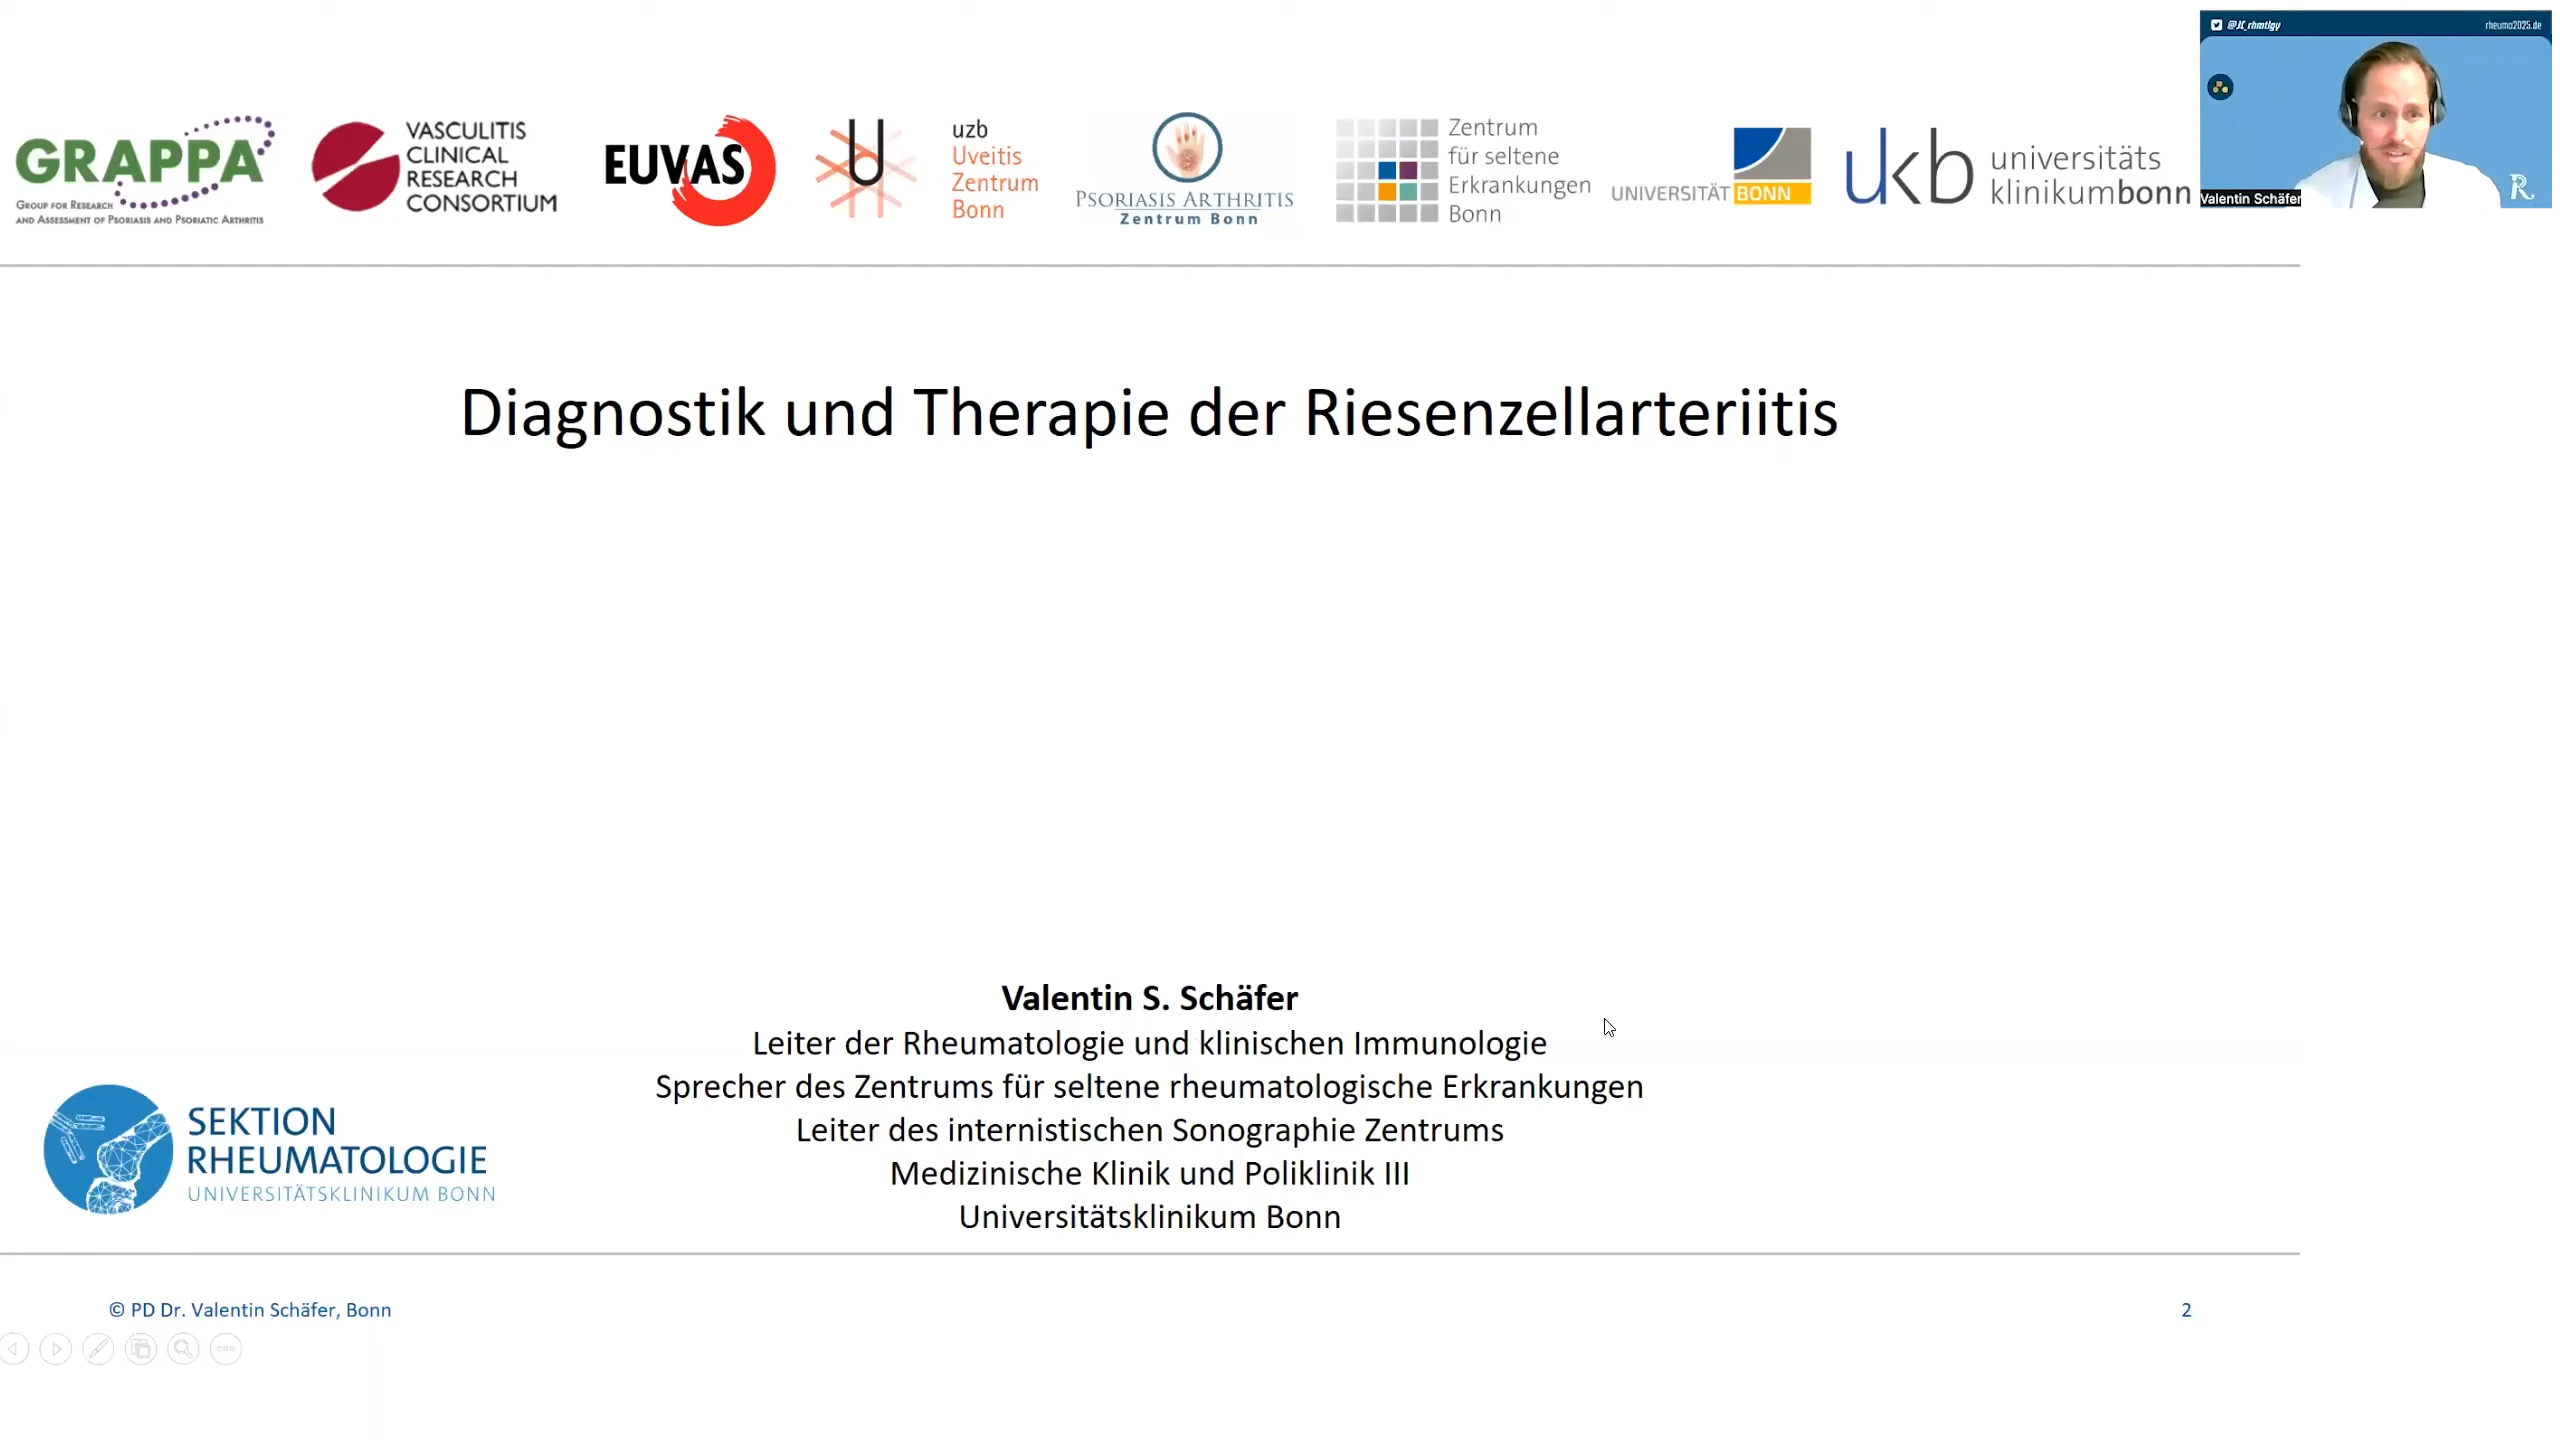 @JC_rhmtlgy
rheuma2025.de
GRAPPA
GROUP FOR RESEARCH
AND ASSESSMENT OF PSORIASIS AND PSORIATIC ARTHRITIS
VASCULITIS
CLINICAL
RESEARCH
CONSORTIUM
EUVAS
uzb
Uveitis
Zentrum
Bonn
PSORIASIS ARTHRITIS
Zentrum Bonn
Zentrum
für seltene
Erkrankungen
Bonn
UNIVERSITÄT BONN
ukb
universitäts
klinikumbonn
Valentin Schäfer
R.
Diagnostik und Therapie der Riesenzellarteriitis
Valentin S. Schäfer
Leiter der Rheumatologie und klinischen Immunologie
Sprecher des Zentrums für seltene rheumatologische Erkrankungen
Leiter des internistischen Sonographie Zentrums
Medizinische Klinik und Poliklinik III
Universitätsklinikum Bonn
SEKTION
RHEUMATOLOGIE
UNIVERSITÄTSKLINIKUM BONN
© PD Dr. Valentin Schäfer, Bonn
2